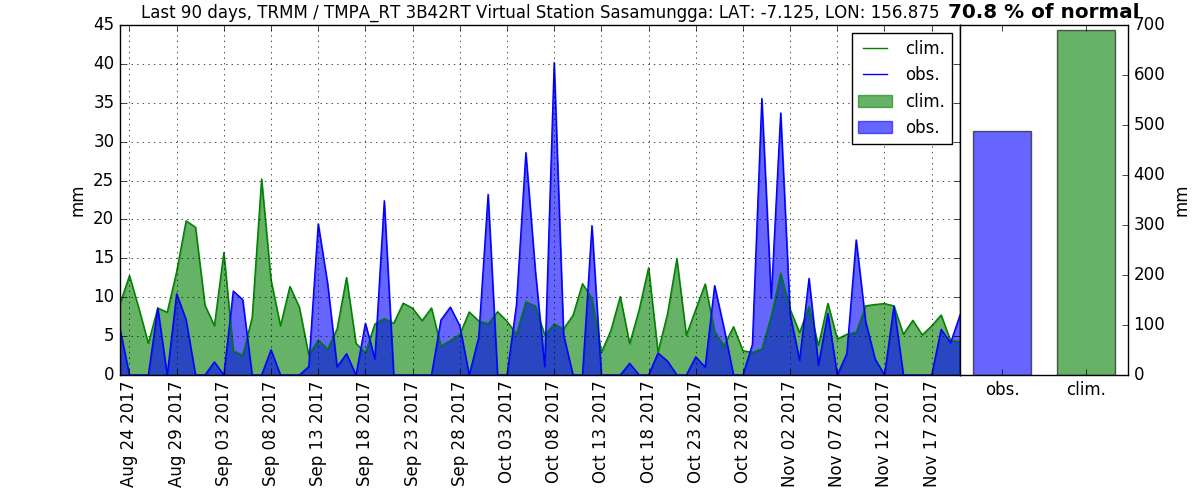 Last 90 days, TRMM / TMPA_RT 3B42RT Virtual Station Sasamungga: LAT: -7.125, LON: 156.875 70.8 % of normal
45
40
35
30
25
20
15
10
5
0
mm
clim.
obs.
clim.
obs.
Aug 24 2017
Aug 29 2017
Sep 03 2017
Sep 08 2017
Sep 13 2017
Sep 18 2017
Sep 23 2017
Sep 28 2017
Oct 03 2017
Oct 08 2017
Oct 13 2017
Oct 18 2017
Oct 23 2017
Oct 28 2017
Nov 02 2017
Nov 07 2017
Nov 12 2017
Nov 17 2017
700
600
500
400
300
200
100
0
mm
obs.
clim.